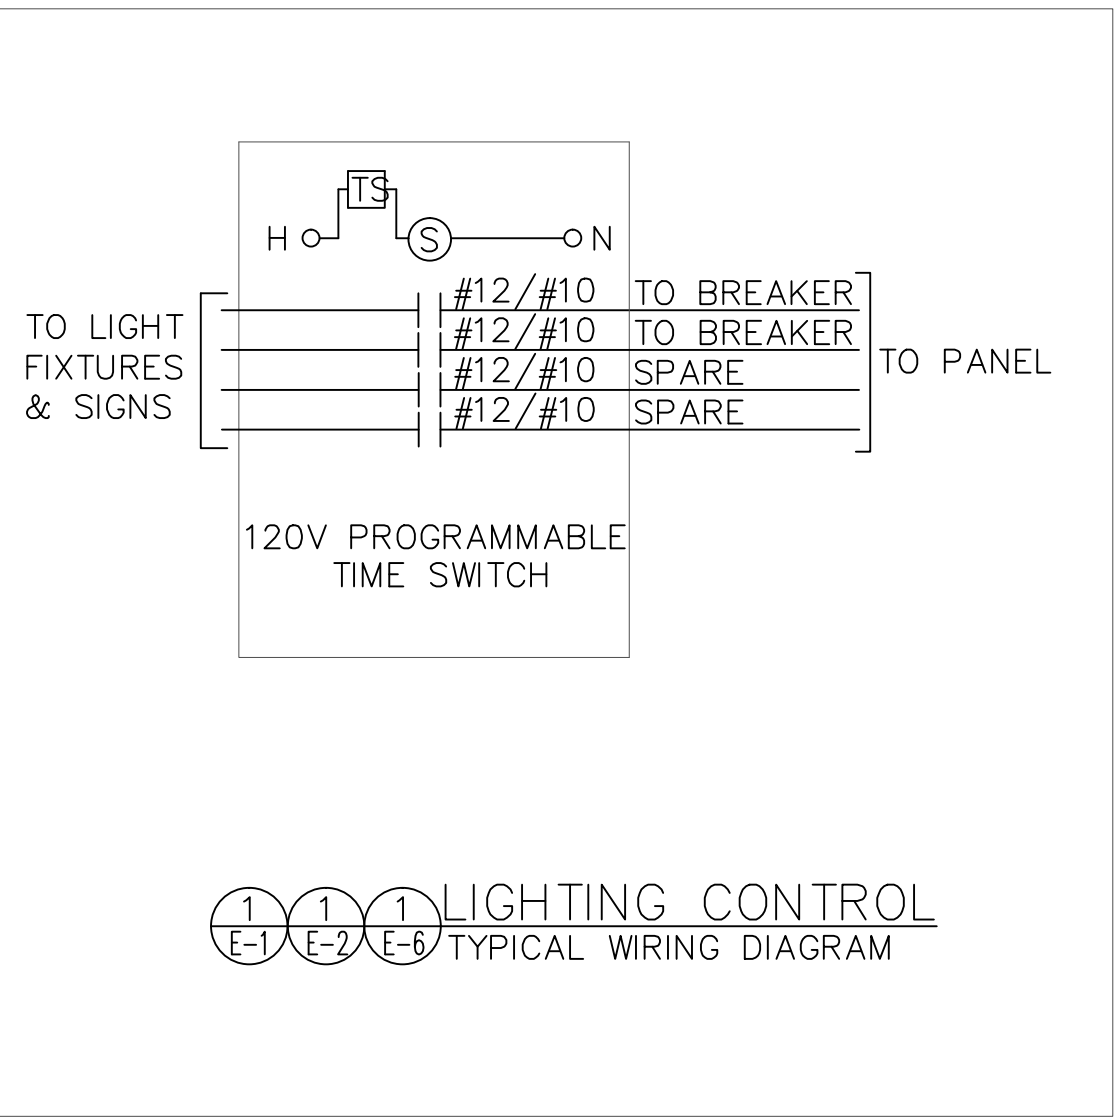 TS
H S N
#12/#10 TO BREAKER
#12/#10 TO BREAKER
#12/#10 SPARE
#12/#10 SPARE
TO LIGHT
FIXTURES
& SIGNS
TO PANEL
120V PROGRAMMABLE
TIME SWITCH
1 1 1 LIGHTING CONTROL
E-1 E-2 E-6 TYPICAL WIRING DIAGRAM